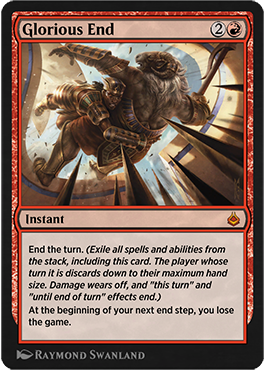 Glorious End 2
Instant
End the turn. (Exile all spells and abilities from
the stack, including this card. The player whose
turn it is discards down to their maximum hand
size. Damage wears off, and "this turn" and
"until end of turn" effects end.)
At the beginning of your next end step, you lose
the game.
RAYMOND SWANLAND